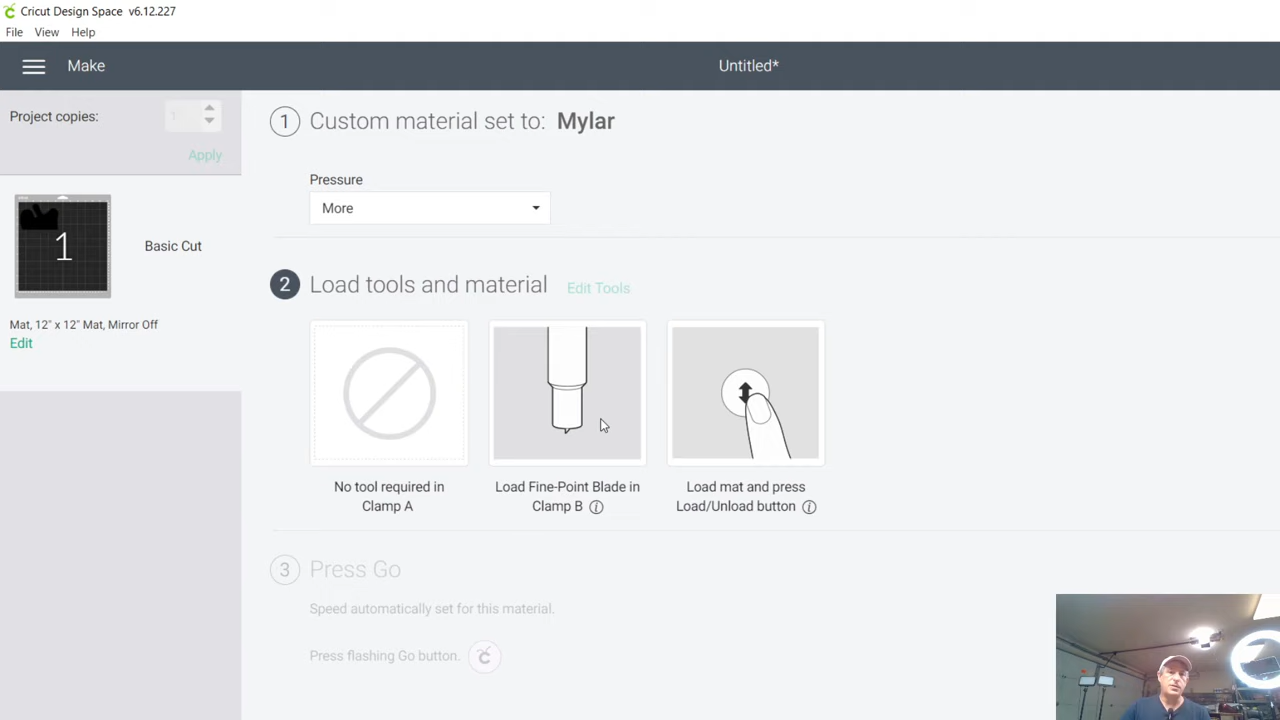 Cricut Design Space v6.12.227
File View Help
Make
Untitled*
Project copies:
Apply
1
Basic Cut
Mat, 12" x 12" Mat, Mirror Off
Edit
1 Custom material set to: Mylar
Pressure
More
2 Load tools and material Edit Tools
No tool required in
Clamp A
Load Fine-Point Blade in
Clamp B i
Load mat and press
Load/Unload button i
3 Press Go
Speed automatically set for this material.
Press flashing Go button.